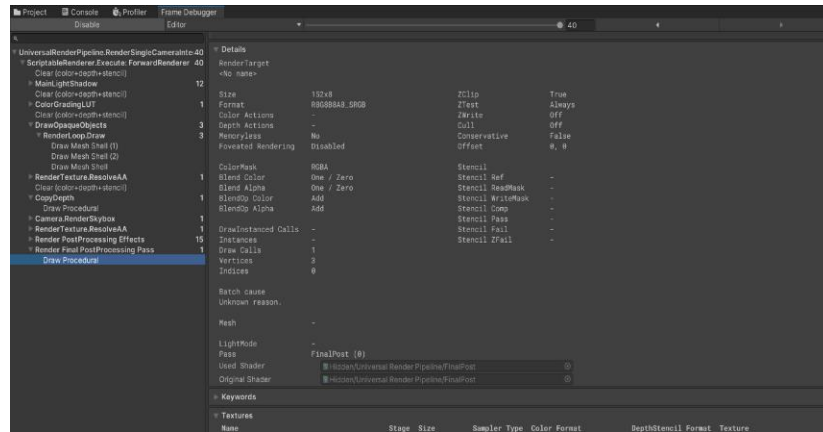 Project Console Profiler Frame Debugger
Disable Editor 40
UniversalRenderPipeline.RenderSingleCameraInte 40
ScriptableRenderer.Execute: ForwardRenderer 40
Clear (color+depth+stencil)
MainLightShadow 12
Clear (color+depth+stencil)
ColorGradingLUT 1
Clear (color+depth+stencil)
DrawOpaqueObjects 3
RenderLoop.Draw 3
Draw Mesh Shell (1)
Draw Mesh Shell (2)
Draw Mesh Shell
RenderTexture.ResolveAA 1
Clear (color+depth+stencil)
CopyDepth 1
Draw Procedural
Camera.RenderSkybox 1
RenderTexture.ResolveAA 1
Render PostProcessing Effects 15
Render Final PostProcessing Pass 1
Draw Procedural
Details
RenderTarget
<No name>
Size ZClip True
Format R8G8B8A8_SRGB ZTest Always
Color Actions - ZWrite Off
Depth Actions - Cull Off
Memoryless No Conservative False
Foveated Rendering Disabled Offset 0, 0
ColorMask RGBA Stencil
Blend Color One / Zero Stencil Ref -
Blend Alpha One / Zero Stencil ReadMask -
BlendOp Color Add Stencil WriteMask -
BlendOp Alpha Add Stencil Comp -
Stencil Pass -
DrawInstanced Calls - Stencil Fail -
Instances - Stencil ZFail -
Draw Calls 1
Vertices 3
Indices 0
Batch cause
Unknown reason.
Mesh -
LightMode -
Pass FinalPost (0)
Used Shader Hidden/Universal Render Pipeline/FinalPost
Original Shader Hidden/Universal Render Pipeline/FinalPost
Keywords
Textures
Name Stage Size Sampler Type Color Format DepthStencil Format Texture